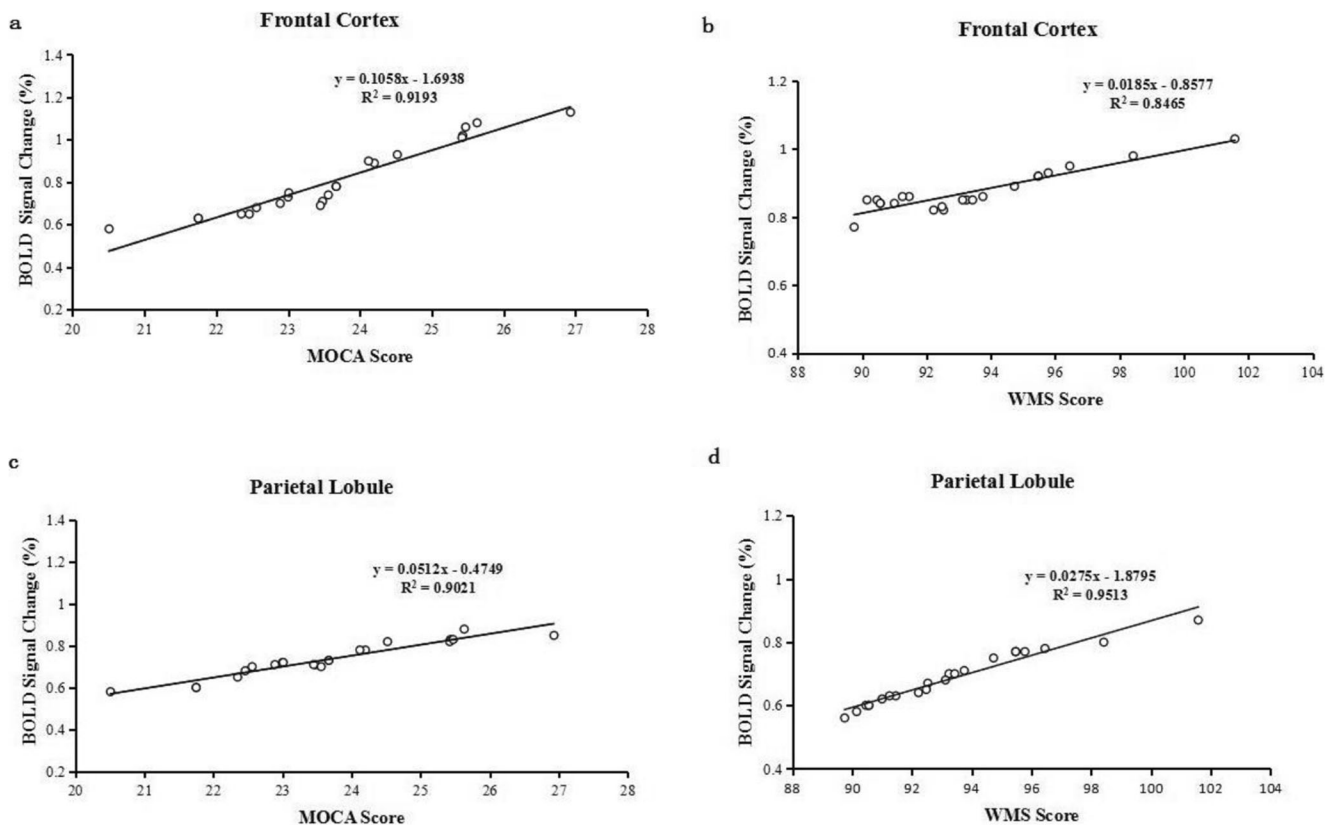 a
Frontal Cortex
BOLD Signal Change (%)
1.4
1.2
1
0.8
0.6
0.4
0.2
y = 0.1058x - 1.6938
R² = 0.9193
20 21 22 23 24 25 26 27 28
MOCA Score
b
Frontal Cortex
BOLD Signal Change (%)
1.2
1
0.8
0.6
0.4
y = 0.0185x - 0.8577
R² = 0.8465
88 90 92 94 96 98 100 102 104
WMS Score
c
Parietal Lobule
BOLD Signal Change (%)
1.4
1.2
1
0.8
0.6
0.4
0.2
y = 0.0512x - 0.4749
R² = 0.9021
20 21 22 23 24 25 26 27 28
MOCA Score
d
Parietal Lobule
BOLD Signal Change (%)
1.2
1
0.8
0.6
0.4
y = 0.0275x - 1.8795
R² = 0.9513
88 90 92 94 96 98 100 102 104
WMS Score